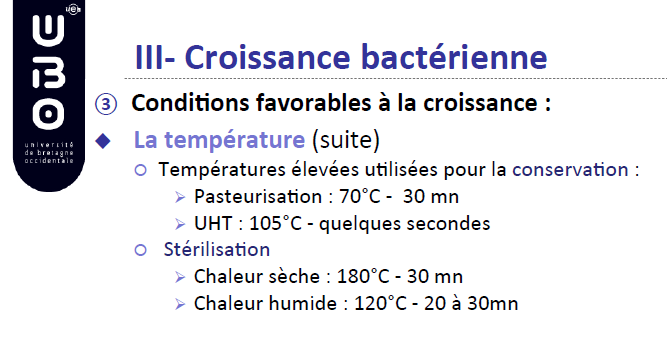 ueb
UBO
université
de bretagne
occidentale
III- Croissance bactérienne
③ Conditions favorables à la croissance :
◆ La température (suite)
○ Températures élevées utilisées pour la conservation :
➢ Pasteurisation : 70°C - 30 mn
➢ UHT : 105°C - quelques secondes
○ Stérilisation
➢ Chaleur sèche : 180°C - 30 mn
➢ Chaleur humide : 120°C - 20 à 30mn